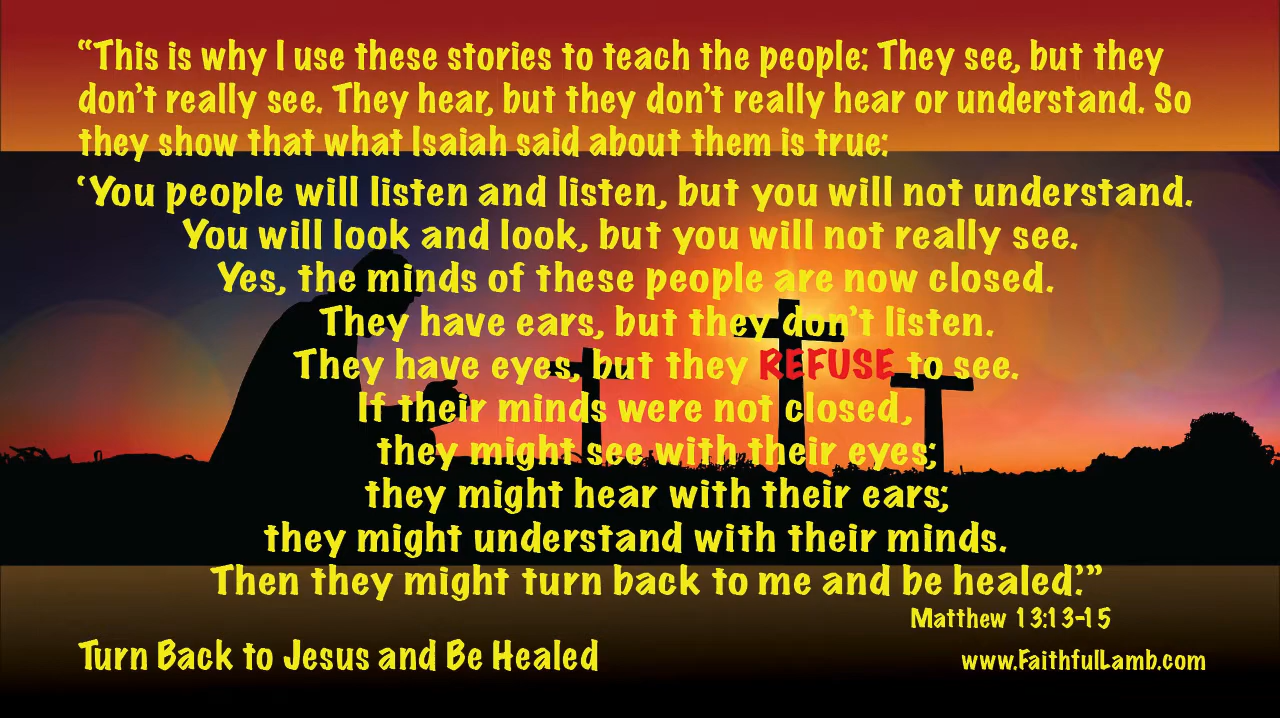 “This is why I use these stories to teach the people: They see, but they
don’t really see. They hear, but they don’t really hear or understand. So
they show that what Isaiah said about them is true:
‘You people will listen and listen, but you will not understand.
You will look and look, but you will not really see.
Yes, the minds of these people are now closed.
They have ears, but they don’t listen.
They have eyes, but they REFUSE to see.
If their minds were not closed,
they might see with their eyes;
they might hear with their ears;
they might understand with their minds.
Then they might turn back to me and be healed.’”
Matthew 13:13-15
Turn Back to Jesus and Be Healed
www.FaithfulLamb.com